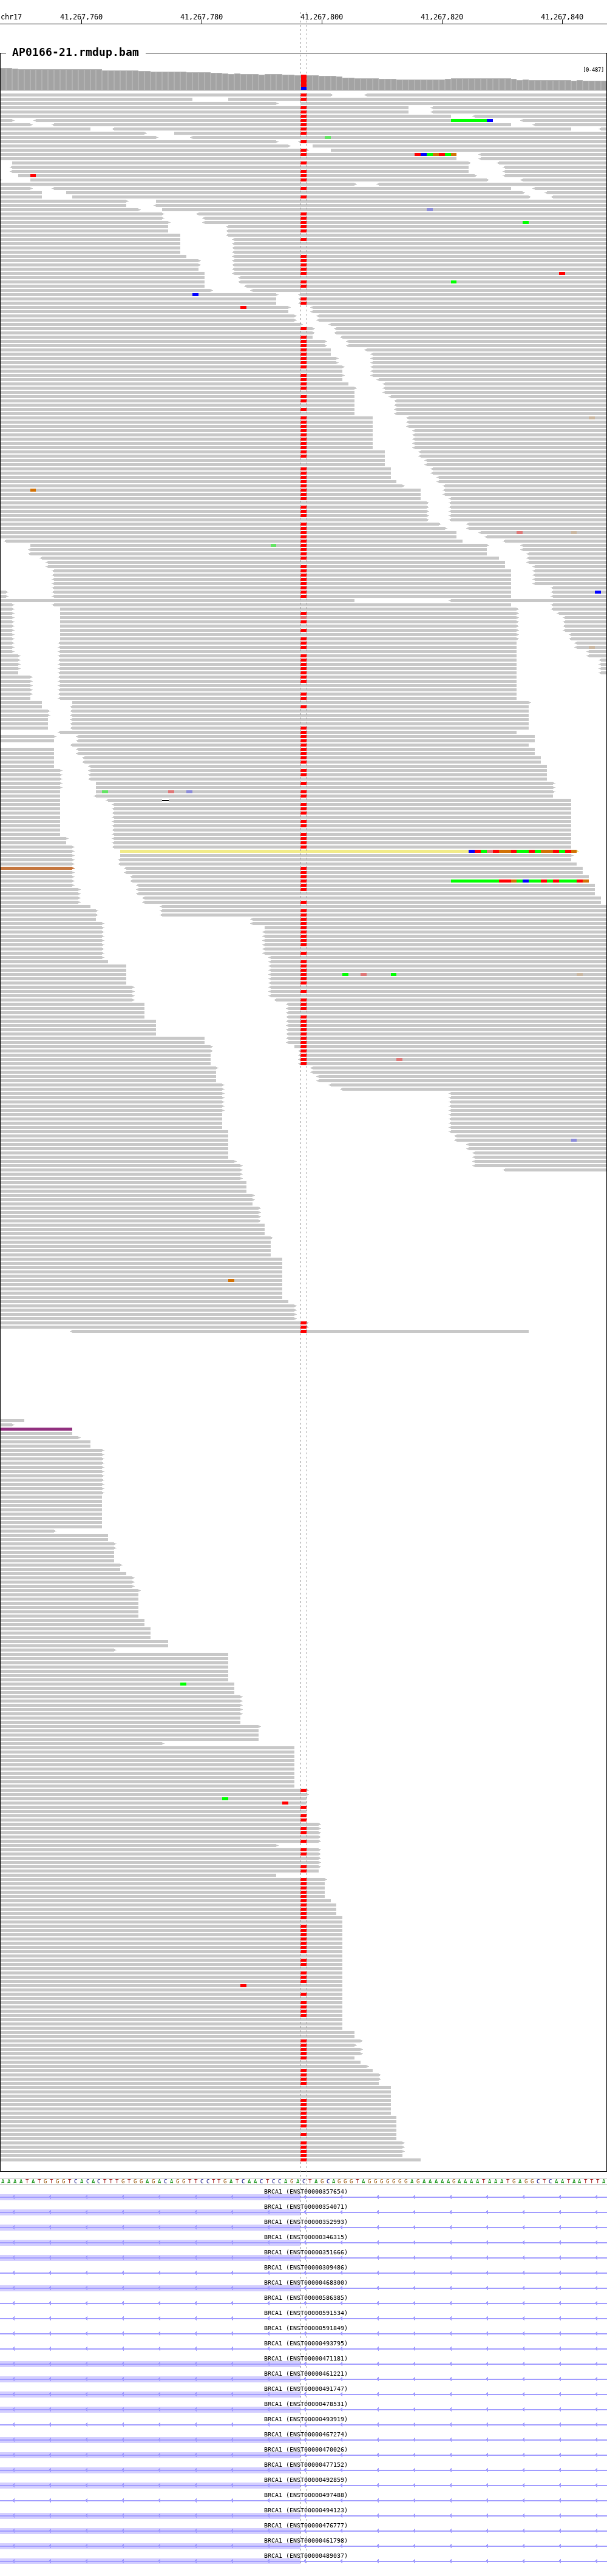 chr17 41,267,760 41,267,780 41,267,800 41,267,820 41,267,840
AP0166-21.rmdup.bam
[0-487]
AAAATATGTGGTCACACTTTGTGGAGACAGGTTCCTTGATCAACTCCAGACTAGCAGGGTAGGGGGGGAGAAAAAGAAAATAAATGAGGCTCAATAATTTA
BRCA1 (ENST00000357654)
BRCA1 (ENST00000354071)
BRCA1 (ENST00000352993)
BRCA1 (ENST00000346315)
BRCA1 (ENST00000351666)
BRCA1 (ENST00000309486)
BRCA1 (ENST00000468300)
BRCA1 (ENST00000586385)
BRCA1 (ENST00000591534)
BRCA1 (ENST00000591849)
BRCA1 (ENST00000493795)
BRCA1 (ENST00000471181)
BRCA1 (ENST00000461221)
BRCA1 (ENST00000491747)
BRCA1 (ENST00000478531)
BRCA1 (ENST00000493919)
BRCA1 (ENST00000467274)
BRCA1 (ENST00000470026)
BRCA1 (ENST00000477152)
BRCA1 (ENST00000492859)
BRCA1 (ENST00000497488)
BRCA1 (ENST00000494123)
BRCA1 (ENST00000476777)
BRCA1 (ENST00000461798)
BRCA1 (ENST00000489037)